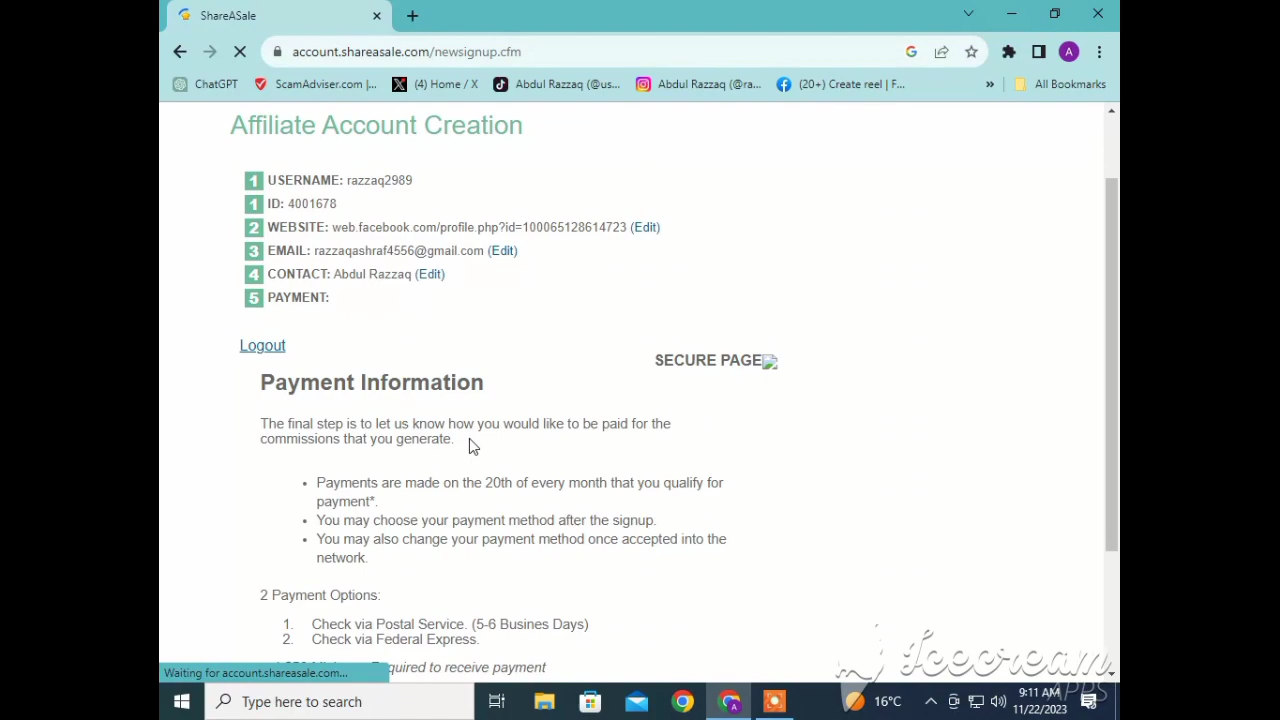 ShareASale
account.shareasale.com/newsignup.cfm
A
ChatGPT
ScamAdviser.com |...
(4) Home / X
Abdul Razzaq (@us...
Abdul Razzaq (@ra...
(20+) Create reel | F...
»
All Bookmarks
Affiliate Account Creation
1 USERNAME: razzaq2989
1 ID: 4001678
2 WEBSITE: web.facebook.com/profile.php?id=100065128614723 (Edit)
3 EMAIL: razzaqashraf4556@gmail.com (Edit)
4 CONTACT: Abdul Razzaq (Edit)
5 PAYMENT:
Logout
SECURE PAGE
Payment Information
The final step is to let us know how you would like to be paid for the
commissions that you generate.
• Payments are made on the 20th of every month that you qualify for
payment*.
• You may choose your payment method after the signup.
• You may also change your payment method once accepted into the
network.
2 Payment Options:
1. Check via Postal Service. (5-6 Busines Days)
2. Check via Federal Express.
required to receive payment
Waiting for account.shareasale.com...
Icecream
APPS
Type here to search
16°C
9:11 AM
11/22/2023